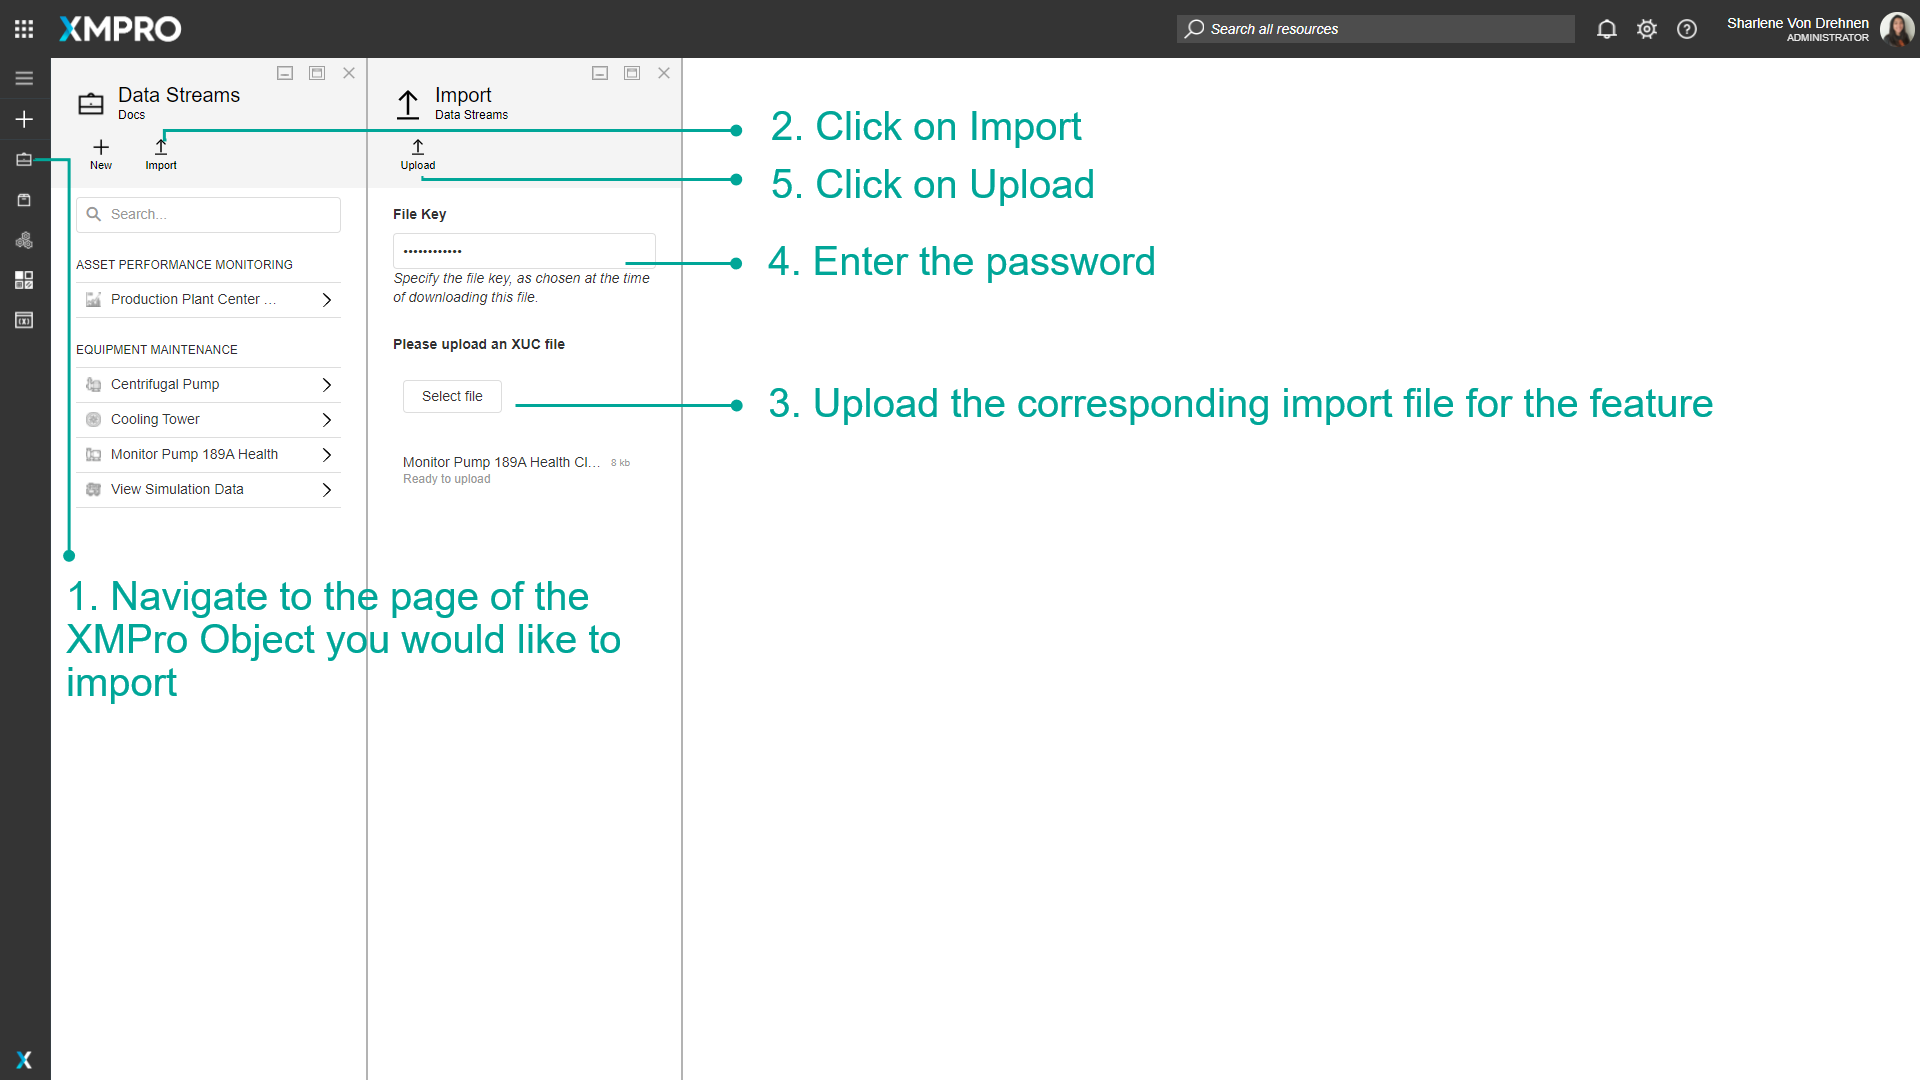 XMPRO
Search all resources
Sharlene Von Drehnen
ADMINISTRATOR
Data Streams
Docs
New
Import
Search...
ASSET PERFORMANCE MONITORING
Production Plant Center ...
EQUIPMENT MAINTENANCE
Centrifugal Pump
Cooling Tower
Monitor Pump 189A Health
View Simulation Data
Import
Data Streams
Upload
File Key
••••••••••••
Specify the file key, as chosen at the time
of downloading this file.
Please upload an XUC file
Select file
Monitor Pump 189A Health Cl... 8 kb
Ready to upload
2. Click on Import
5. Click on Upload
4. Enter the password
3. Upload the corresponding import file for the feature
1. Navigate to the page of the
XMPro Object you would like to
import